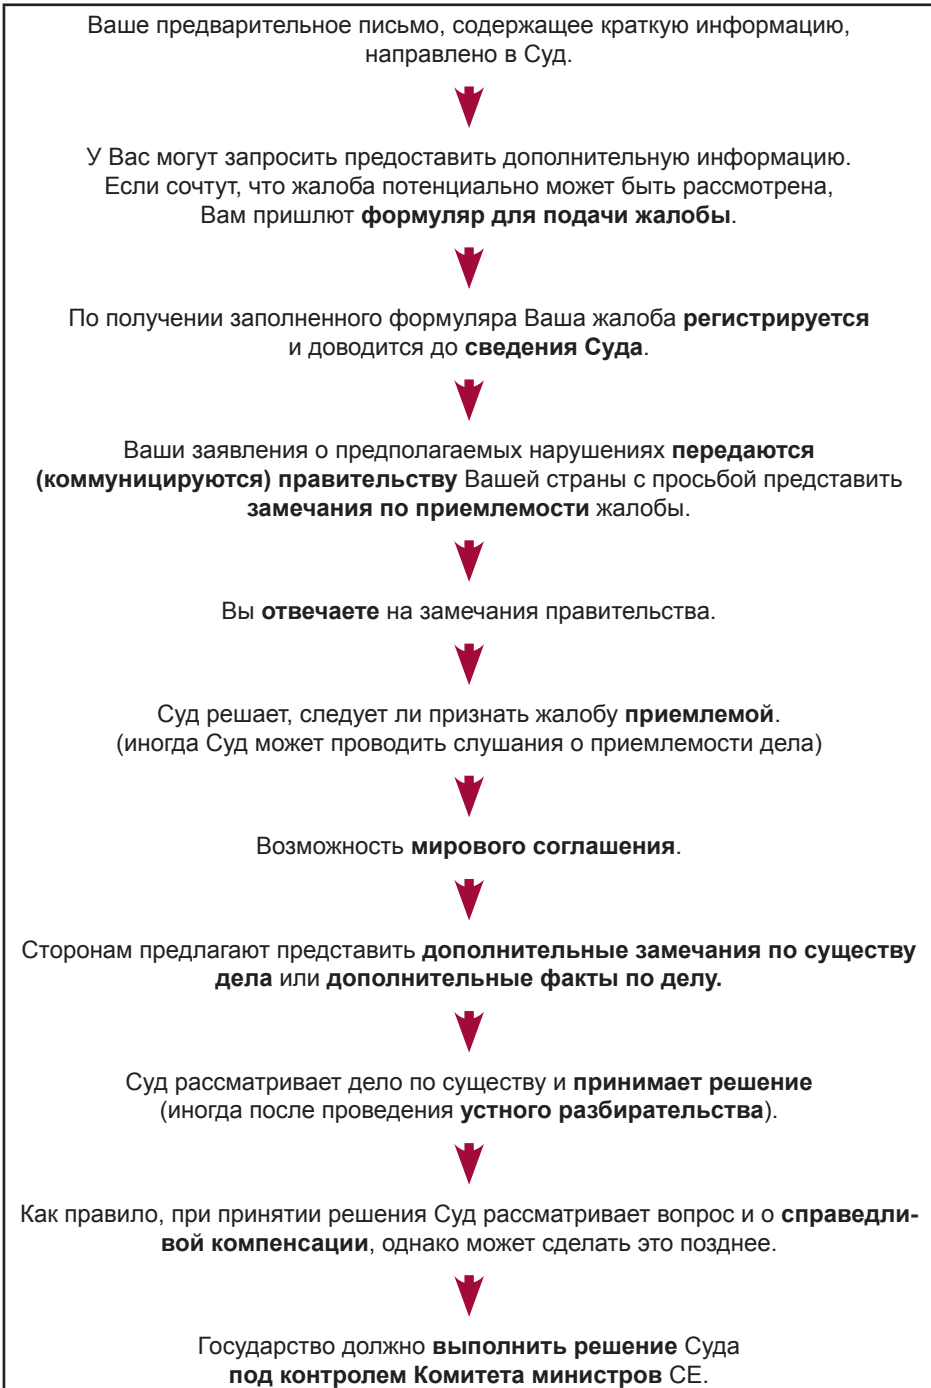 Ваше предварительное письмо, содержащее краткую информацию,
направлено в Суд.
У Вас могут запросить предоставить дополнительную информацию.
Если сочтут, что жалоба потенциально может быть рассмотрена,
Вам пришлют формуляр для подачи жалобы.
По получении заполненного формуляра Ваша жалоба регистрируется
и доводится до сведения Суда.
Ваши заявления о предполагаемых нарушениях передаются
(коммуницируются) правительству Вашей страны с просьбой представить
замечания по приемлемости жалобы.
Вы отвечаете на замечания правительства.
Суд решает, следует ли признать жалобу приемлемой.
(иногда Суд может проводить слушания о приемлемости дела)
Возможность мирового соглашения.
Сторонам предлагают представить дополнительные замечания по существу
дела или дополнительные факты по делу.
Суд рассматривает дело по существу и принимает решение
(иногда после проведения устного разбирательства).
Как правило, при принятии решения Суд рассматривает вопрос и о справедли-
вой компенсации, однако может сделать это позднее.
Государство должно выполнить решение Суда
под контролем Комитета министров СЕ.